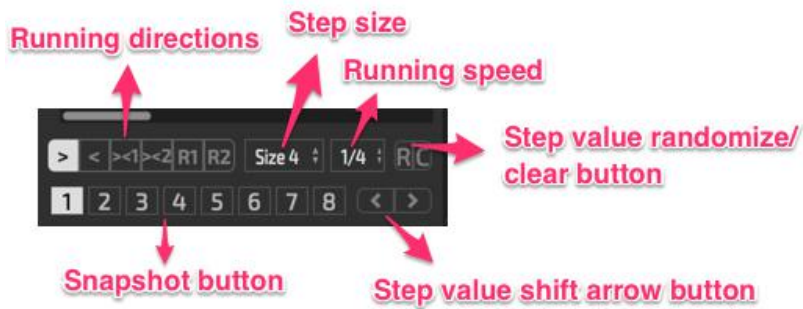 Step size
Running directions
Running speed
> < ><1 ><2 R1 R2 Size 4 1/4 R C
Step value randomize/
clear button
1 2 3 4 5 6 7 8 < >
Snapshot button
Step value shift arrow button